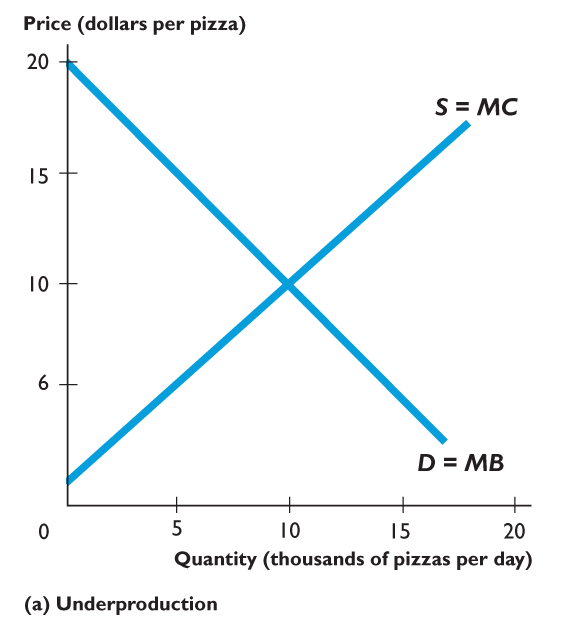 Price (dollars per pizza)
20
S = MC
15
10
6
D = MB
0
5
10
15
20
Quantity (thousands of pizzas per day)
(a) Underproduction